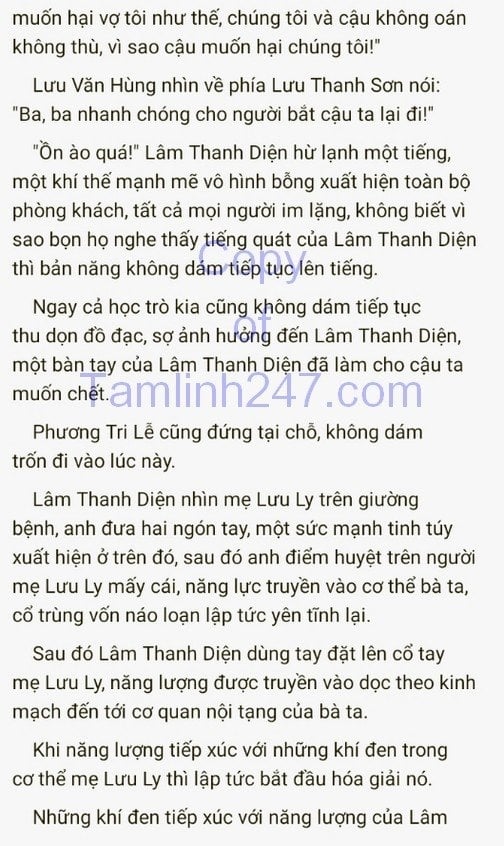 muốn hại vợ tôi như thế, chúng tôi và cậu không oán
không thù, vì sao cậu muốn hại chúng tôi!"
Lưu Văn Hùng nhìn về phía Lưu Thanh Sơn nói:
"Ba, ba nhanh chóng cho người bắt cậu ta lại đi!"
"Ồn ào quá!" Lâm Thanh Diện hừ lạnh một tiếng,
một khí thế mạnh mẽ vô hình bỗng xuất hiện toàn bộ
phòng khách, tất cả mọi người im lặng, không biết vì
sao bọn họ nghe thấy tiếng quát của Lâm Thanh Diện
thì bản năng không dám tiếp tục lên tiếng.
Ngay cả học trò kia cũng không dám tiếp tục
thu dọn đồ đạc, sợ ảnh hưởng đến Lâm Thanh Diện,
một bàn tay của Lâm Thanh Diện đã làm cho cậu ta
muốn chết.
Phương Tri Lễ cũng đứng tại chỗ, không dám
trốn đi vào lúc này.
Lâm Thanh Diện nhìn mẹ Lưu Ly trên giường
bệnh, anh đưa hai ngón tay, một sức mạnh tinh túy
xuất hiện ở trên đó, sau đó anh điểm huyệt trên người
mẹ Lưu Ly mấy cái, năng lực truyền vào cơ thể bà ta,
cổ trùng vốn náo loạn lập tức yên tĩnh lại.
Sau đó Lâm Thanh Diện dùng tay đặt lên cổ tay
mẹ Lưu Ly, năng lượng được truyền vào dọc theo kinh
mạch đến tới cơ quan nội tạng của bà ta.
Khi năng lượng tiếp xúc với những khí đen trong
cơ thể mẹ Lưu Ly thì lập tức bắt đầu hóa giải nó.
Những khí đen tiếp xúc với năng lượng của Lâm
Copy
of
Tamlinh247.com